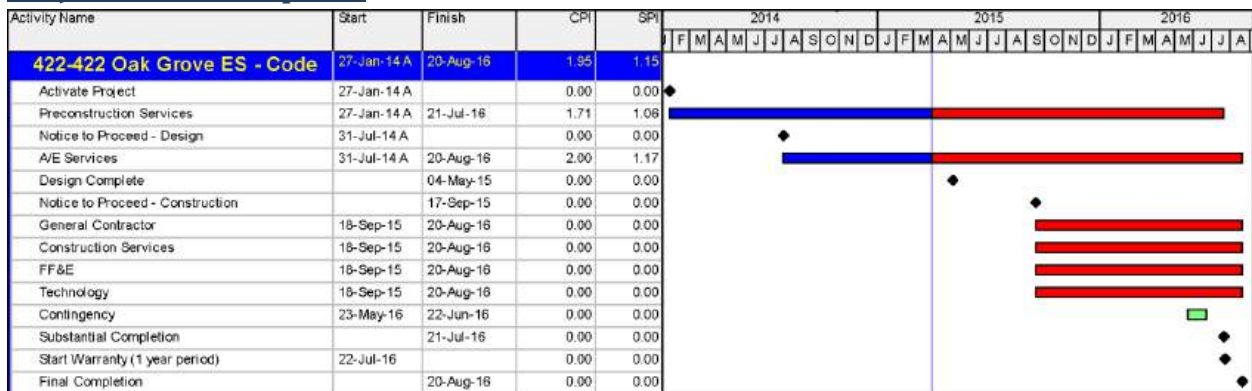 Activity Name Start Finish CPI SPI 2014 2015 2016
F M A M J J A S O N D J F M A M J J A S O N D J F M A M J J A
422-422 Oak Grove ES - Code 27-Jan-14 A 20-Aug-16 1.95 1.15
Activate Project 27-Jan-14 A 0.00 0.00
Preconstruction Services 27-Jan-14 A 21-Jul-16 1.71 1.06
Notice to Proceed - Design 31-Jul-14 A 0.00 0.00
A/E Services 31-Jul-14 A 20-Aug-16 2.00 1.17
Design Complete 04-May-15 0.00 0.00
Notice to Proceed - Construction 17-Sep-15 0.00 0.00
General Contractor 18-Sep-15 20-Aug-16 0.00 0.00
Construction Services 18-Sep-15 20-Aug-16 0.00 0.00
FF&E 18-Sep-15 20-Aug-16 0.00 0.00
Technology 18-Sep-15 20-Aug-16 0.00 0.00
Contingency 23-May-16 22-Jun-16 0.00 0.00
Substantial Completion 21-Jul-16 0.00 0.00
Start Warranty (1 year period) 22-Jul-16 0.00 0.00
Final Completion 20-Aug-16 0.00 0.00